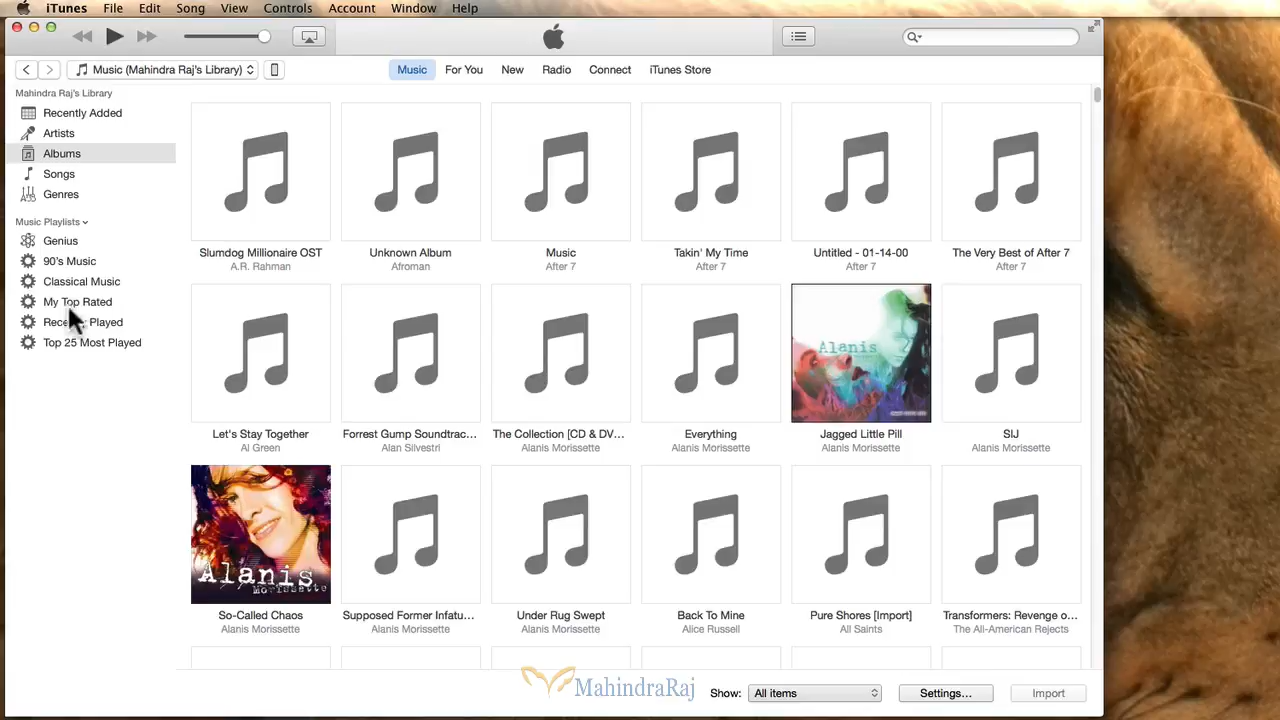 iTunes File Edit Song View Controls Account Window Help
Music (Mahindra Raj's Library)
Music For You New Radio Connect iTunes Store
Mahindra Raj's Library
Recently Added
Artists
Albums
Songs
Genres
Music Playlists
Genius
90's Music
Classical Music
My Top Rated
Played
Top 25 Most Played
Slumdog Millionaire OST
A.R. Rahman
Unknown Album
Afroman
Music
After 7
Takin' My Time
After 7
Untitled - 01-14-00
After 7
The Very Best of After 7
After 7
Alanis
Let's Stay Together
Al Green
Forrest Gump Soundtrac...
Alan Silvestri
The Collection [CD & DV...
Alanis Morissette
Everything
Alanis Morissette
Jagged Little Pill
Alanis Morissette
SIJ
Alanis Morissette
Alanis
Morissette
So-Called Chaos
Alanis Morissette
Supposed Former Infatu...
Alanis Morissette
Under Rug Swept
Alanis Morissette
Back To Mine
Alice Russell
Pure Shores [Import]
All Saints
Transformers: Revenge o...
The All-American Rejects
MahindraRaj
Show: All items Settings... Import